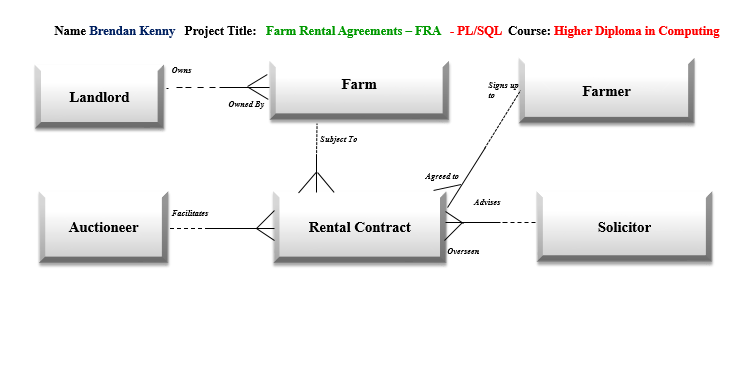 Name Brendan Kenny Project Title: Farm Rental Agreements – FRA - PL/SQL Course: Higher Diploma in Computing
Owns
Landlord
Owned By
Farm
Signs up to
Farmer
Subject To
Agreed to
Facilitates
Advises
Auctioneer
Rental Contract
Solicitor
Overseen